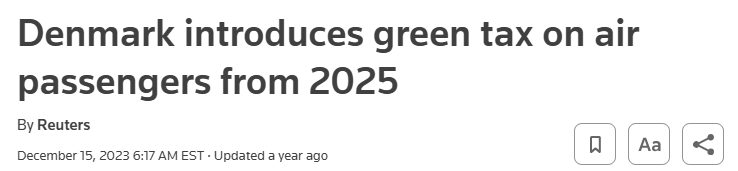 Denmark introduces green tax on air
passengers from 2025
By Reuters
December 15, 2023 6:17 AM EST · Updated a year ago
Aa